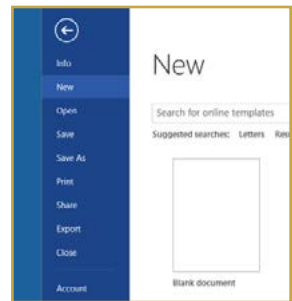 Info
New
Open
Save
Save As
Print
Share
Export
Close
Account
New
Search for online templates
Suggested searches: Letters
Blank document